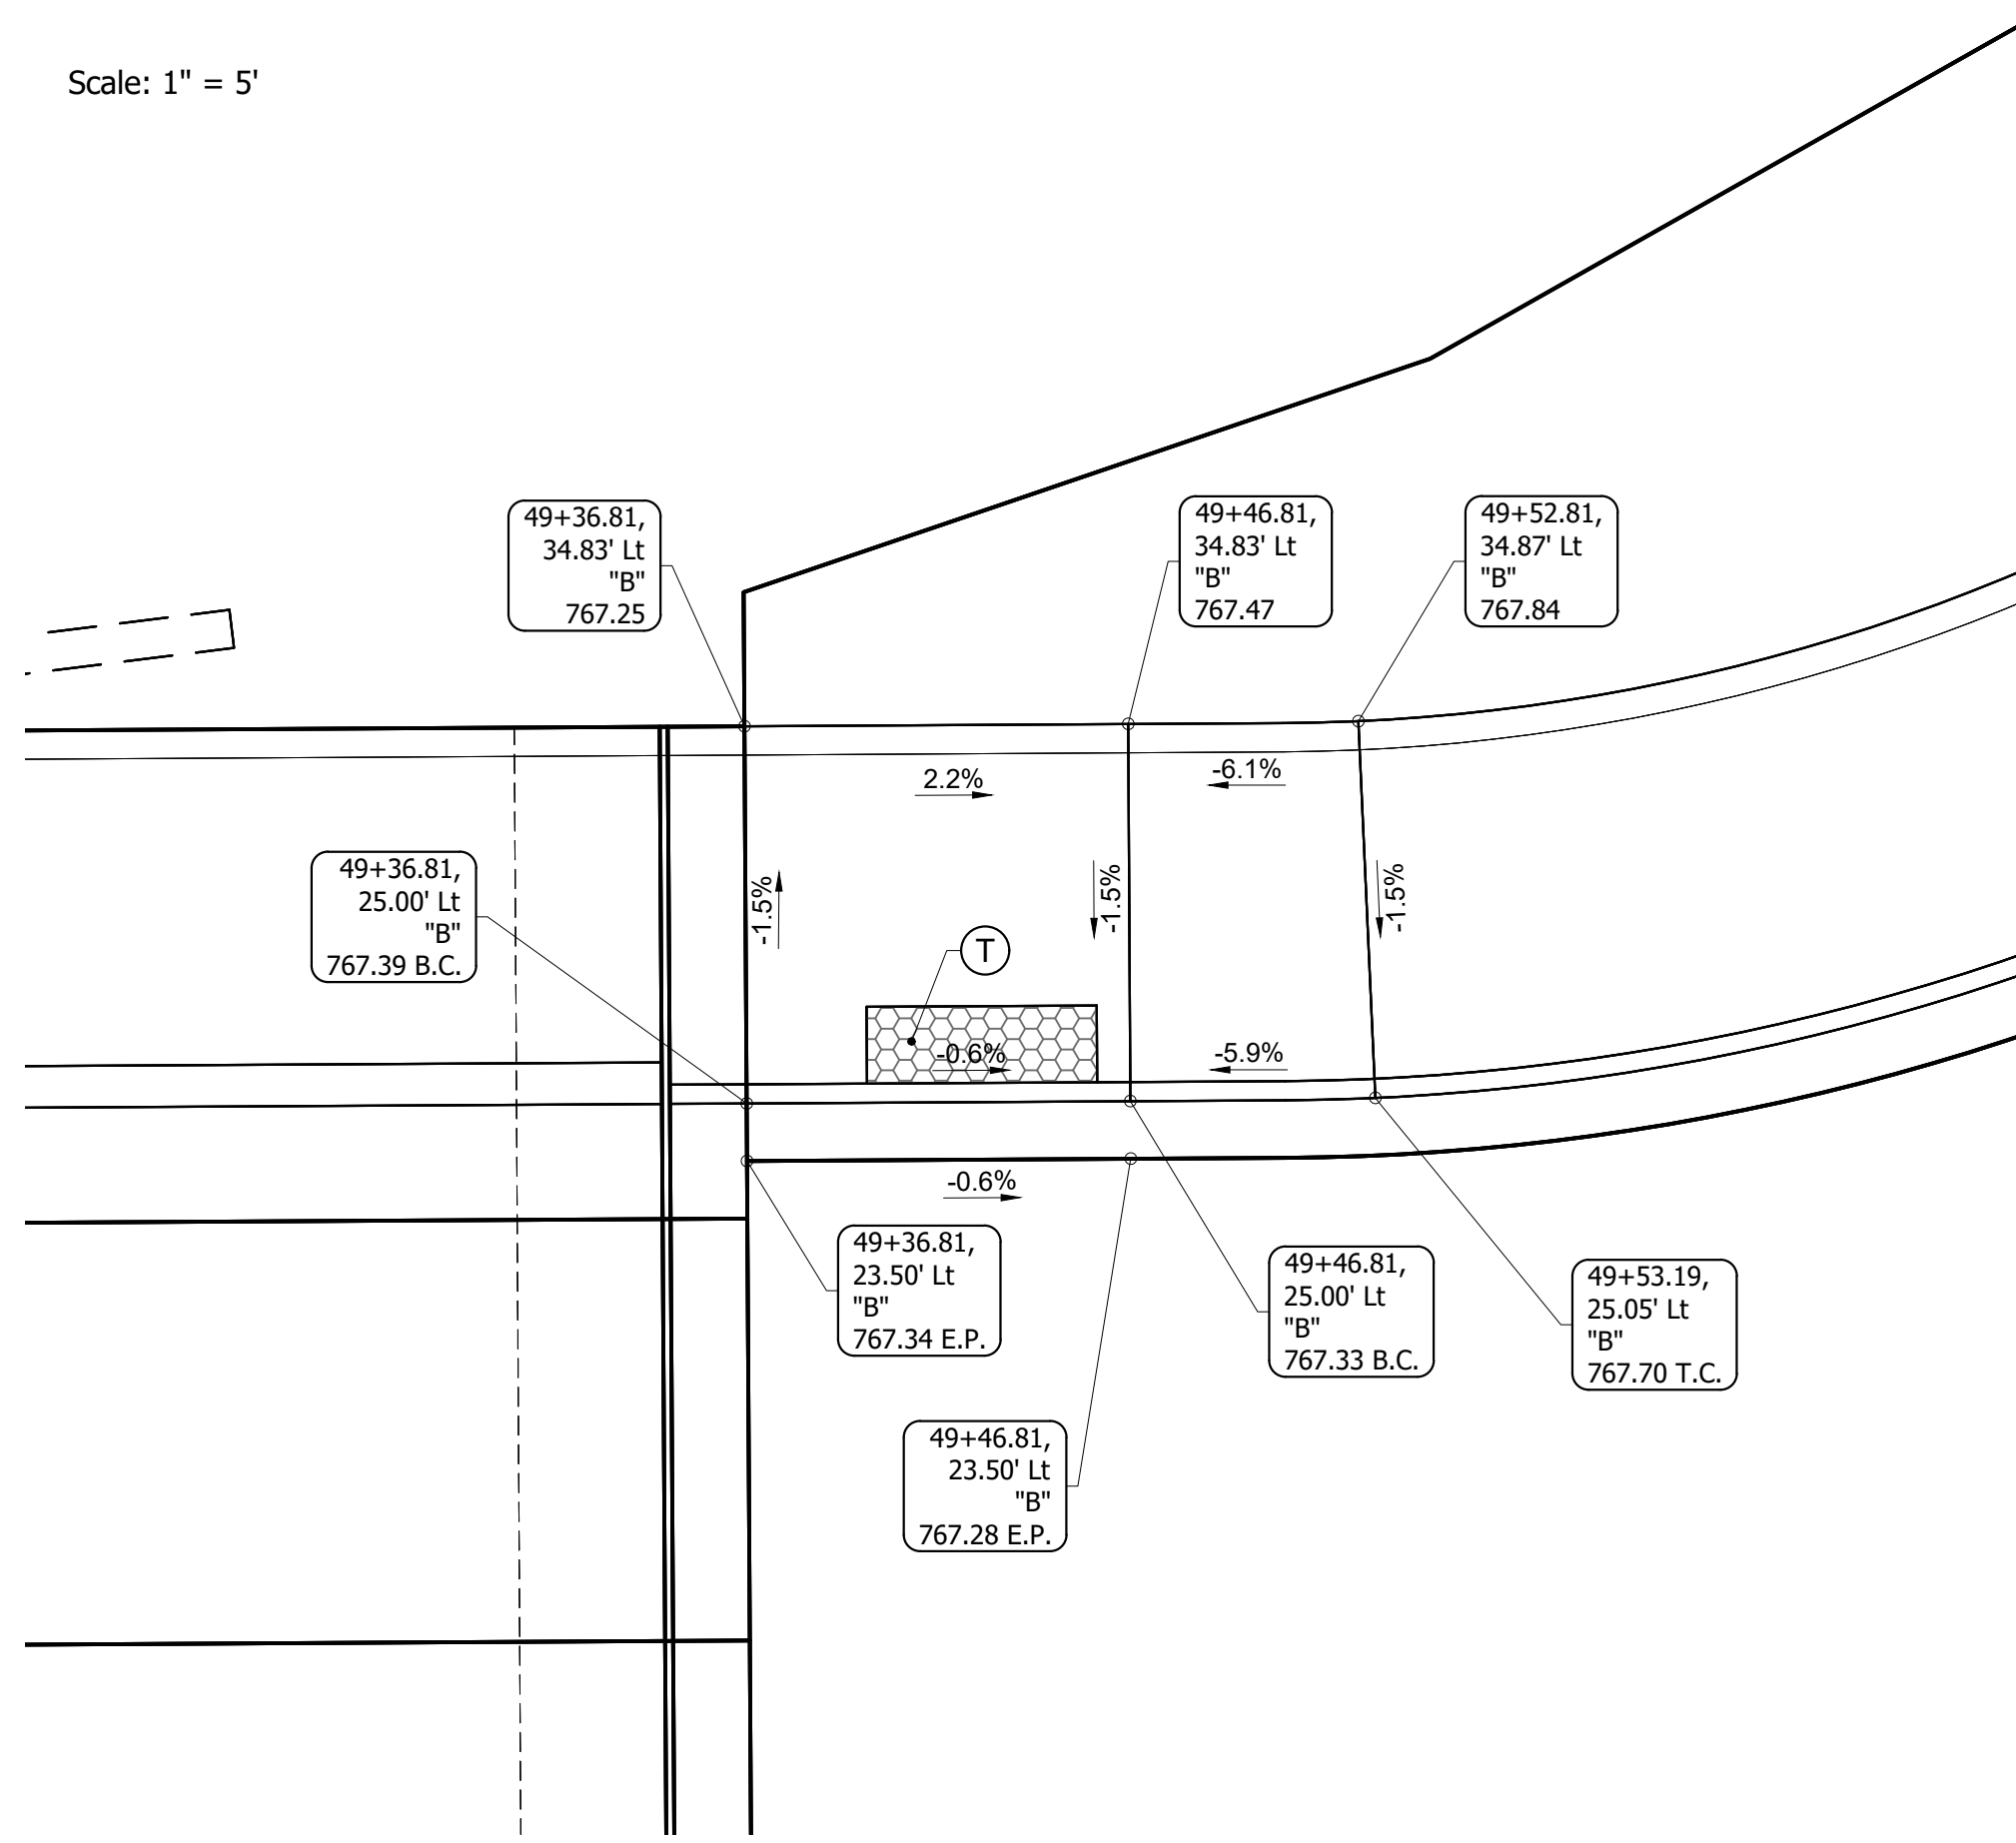 Scale: 1" = 5'
49+36.81,
34.83' Lt
"B"
767.25
49+46.81,
34.83' Lt
"B"
767.47
49+52.81,
34.87' Lt
"B"
767.84
2.2%
-6.1%
49+36.81,
25.00' Lt
"B"
767.39 B.C.
-1.5%
-1.5%
-1.5%
T
-0.6%
-5.9%
-0.6%
49+36.81,
23.50' Lt
"B"
767.34 E.P.
49+46.81,
25.00' Lt
"B"
767.33 B.C.
49+53.19,
25.05' Lt
"B"
767.70 T.C.
49+46.81,
23.50' Lt
"B"
767.28 E.P.